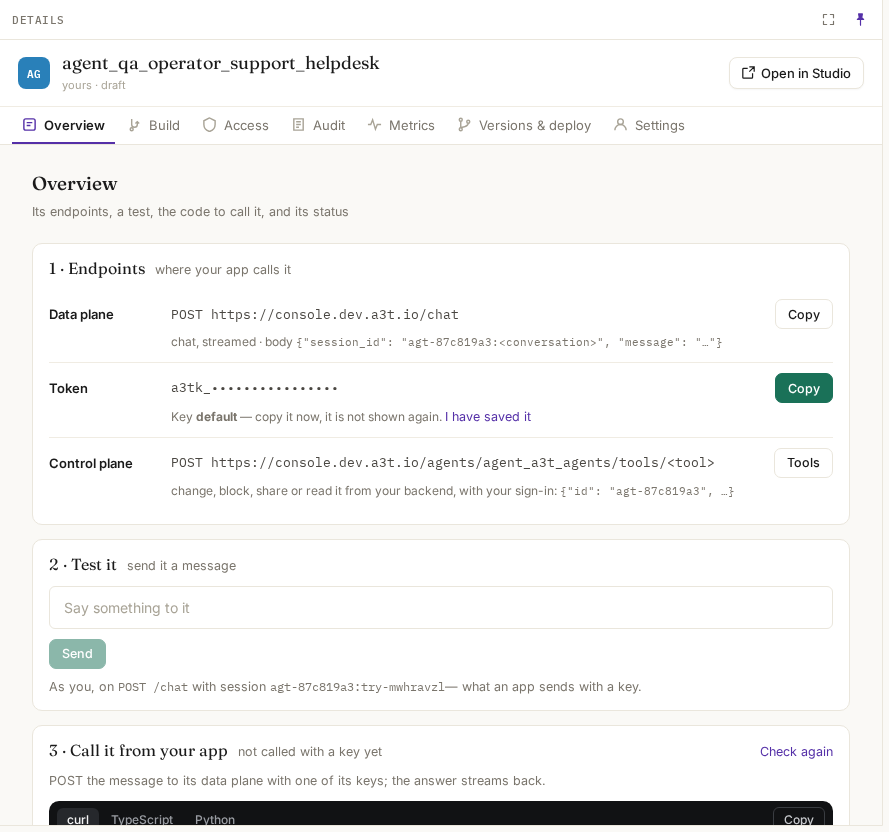 DETAILS
AG
agent_qa_operator_support_helpdesk
yours · draft
Open in Studio
Overview
Build
Access
Audit
Metrics
Versions & deploy
Settings
Overview
Its endpoints, a test, the code to call it, and its status
1 · Endpoints where your app calls it
Data plane
POST https://console.dev.a3t.io/chat
Copy
chat, streamed · body {"session_id": "agt-87c819a3:<conversation>", "message": "…"}
Token
a3tk_••••••••••••••••
Copy
Key default — copy it now, it is not shown again. I have saved it
Control plane
POST https://console.dev.a3t.io/agents/agent_a3t_agents/tools/<tool>
Tools
change, block, share or read it from your backend, with your sign-in: {"id": "agt-87c819a3", …}
2 · Test it send it a message
Say something to it
Send
As you, on POST /chat with session agt-87c819a3:try-mwhravzl— what an app sends with a key.
3 · Call it from your app not called with a key yet
Check again
POST the message to its data plane with one of its keys; the answer streams back.
curl
TypeScript
Python
Copy